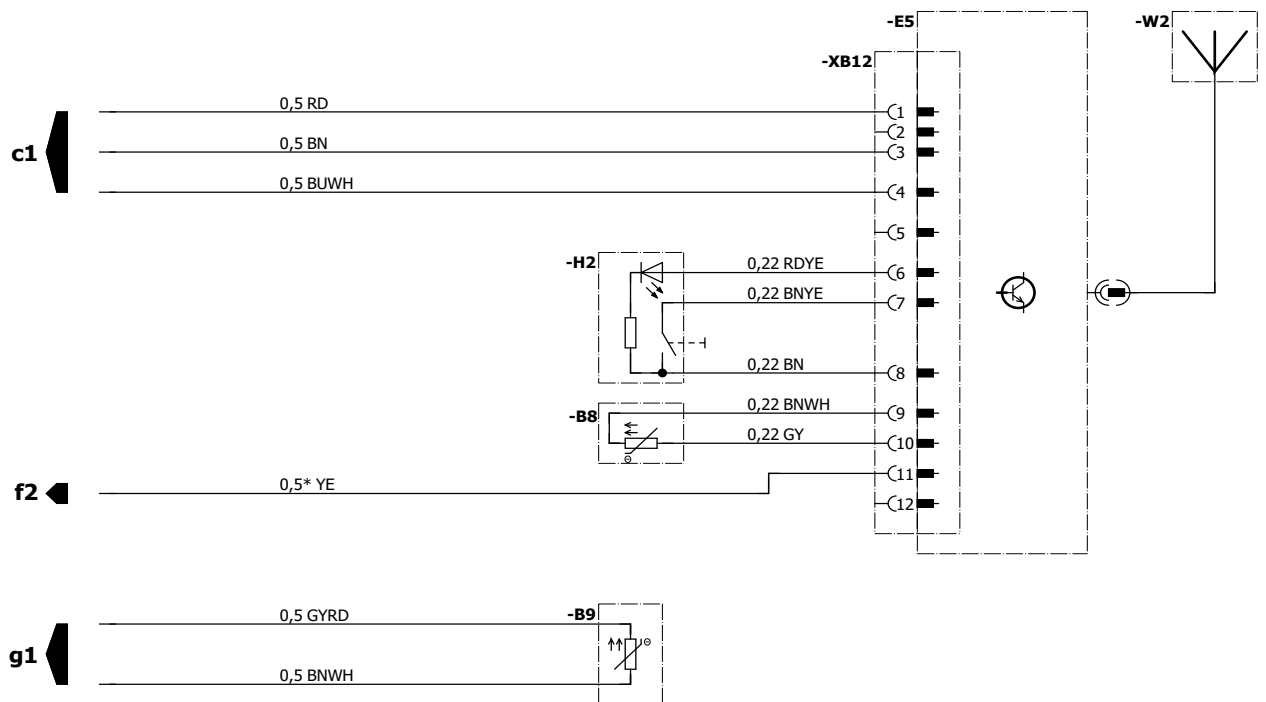 -E5
-W2
-XB12
0,5 RD
1
2
c1
0,5 BN
3
0,5 BUWH
4
5
-H2
0,22 RDYE
6
0,22 BNYE
7
0,22 BN
8
-B8
0,22 BNWH
9
0,22 GY
10
11
f2
0,5* YE
12
0,5 GYRD
-B9
g1
0,5 BNWH